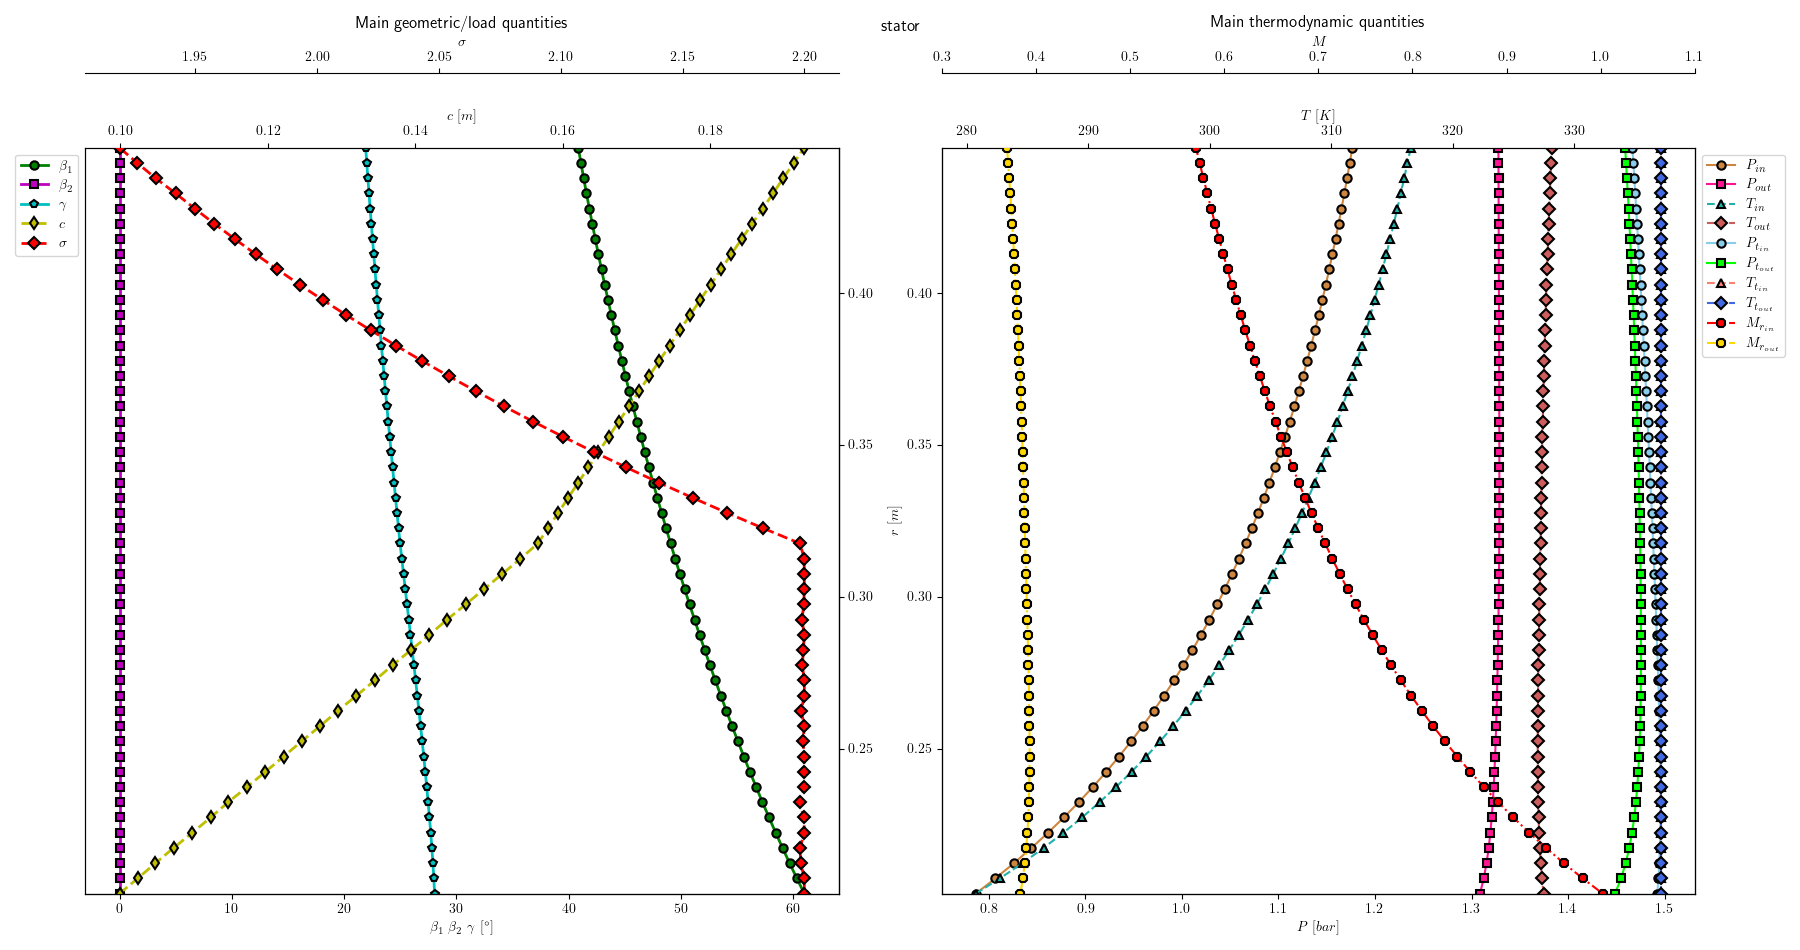 stator
Main geometric/load quantities
σ
1.95 2.00 2.05 2.10 2.15 2.20
c [m]
0.10 0.12 0.14 0.16 0.18
β₁
β₂
γ
c
σ
0.40
0.35
0.30
0.25
r [m]
0 10 20 30 40 50 60
β₁ β₂ γ [°]
Main thermodynamic quantities
M
0.3 0.4 0.5 0.6 0.7 0.8 0.9 1.0 1.1
T [K]
280 290 300 310 320 330
0.40
0.35
0.30
0.25
P_in
P_out
T_in
T_out
P_t_in
P_t_out
T_t_in
T_t_out
M_r_in
M_r_out
0.8 0.9 1.0 1.1 1.2 1.3 1.4 1.5
P [bar]